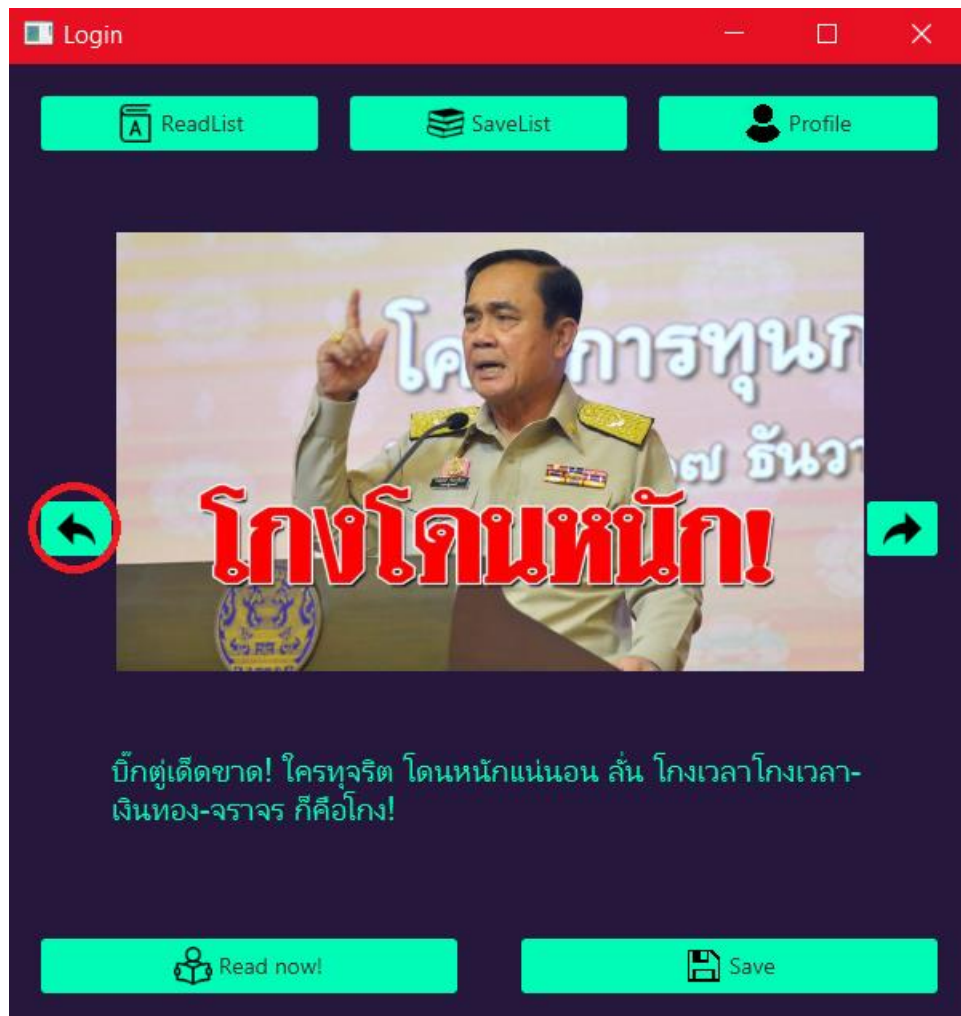 Login
ReadList
SaveList
Profile
โกงโดนหนัก!
บิ๊กตู่เด็ดขาด! ใครทุจริต โดนหนักแน่นอน ลั่น โกงเวลาโกงเวลา-
เงินทอง-จราจร ก็คือโกง!
Read now!
Save